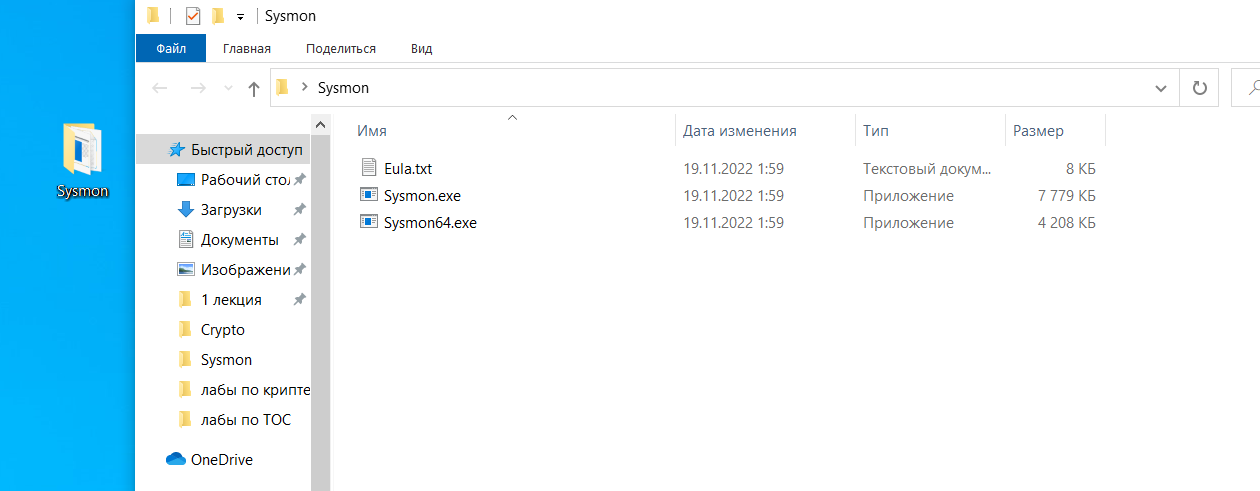 Sysmon
Файл Главная Поделиться Вид
Sysmon
Имя Дата изменения Тип Размер
Eula.txt 19.11.2022 1:59 Текстовый докум... 8 КБ
Sysmon.exe 19.11.2022 1:59 Приложение 7 779 КБ
Sysmon64.exe 19.11.2022 1:59 Приложение 4 208 КБ
Быстрый доступ
Рабочий стол
Загрузки
Документы
Изображени
1 лекция
Crypto
Sysmon
лабы по крипте
лабы по ТОС
OneDrive
Sysmon